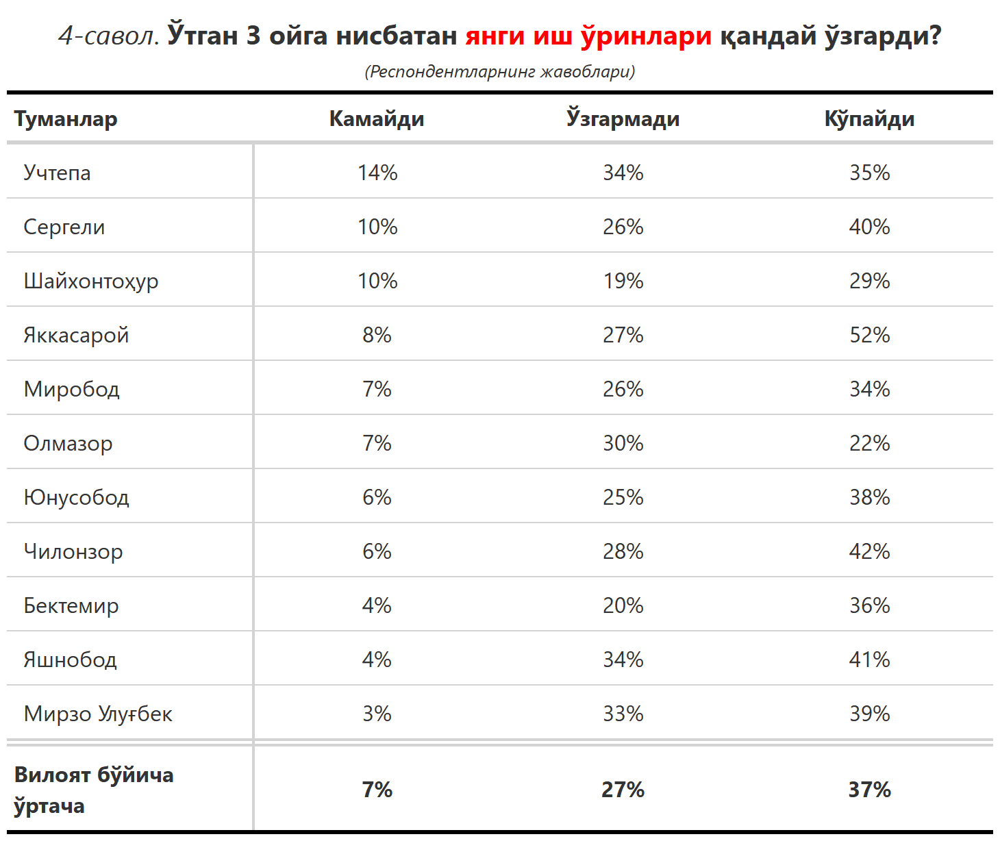 4-савол. Ўтган 3 ойга нисбатан янги иш ўринлари қандай ўзгарди?
(Респондентларнинг жавоблари)
Туманлар Камайди Ўзгармади Кўпайди
Учтепа 14% 34% 35%
Сергели 10% 26% 40%
Шайхонтоҳур 10% 19% 29%
Яккасарой 8% 27% 52%
Миробод 7% 26% 34%
Олмазор 7% 30% 22%
Юнусобод 6% 25% 38%
Чилонзор 6% 28% 42%
Бектемир 4% 20% 36%
Яшнобод 4% 34% 41%
Мирзо Улуғбек 3% 33% 39%
Вилоят бўйича
ўртача 7% 27% 37%